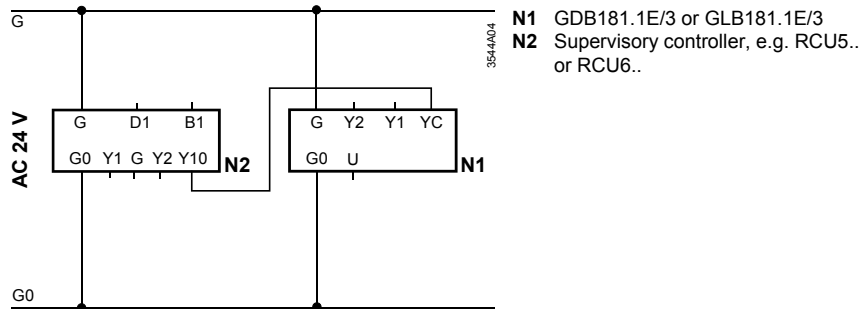 G
AC 24 V
G D1 B1
G0 Y1 G Y2 Y10
N2
G Y2 Y1 YC
G0 U
N1
G0
3544A04
N1 GDB181.1E/3 or GLB181.1E/3
N2 Supervisory controller, e.g. RCU5..
or RCU6..